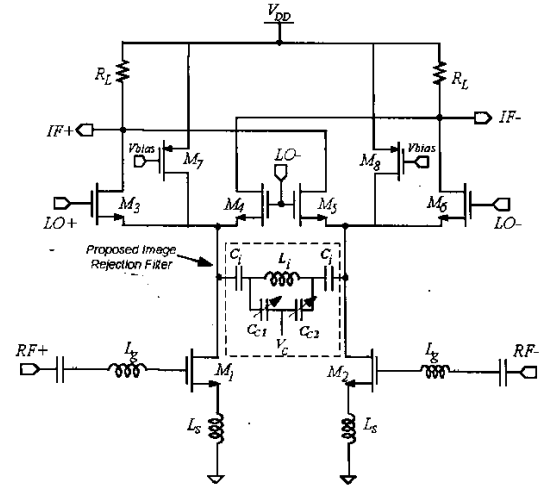 V_DD
R_L
R_L
IF+
IF-
Vbias
M_7
LO-
M_8
Vbias
M_3
M_4
M_5
M_6
LO+
LO-
Proposed Image
Rejection Filter
C_i
L_i
C_i
C_C1
C_C2
V_c
RF+
L_g
M_1
M_2
L_g
RF-
L_s
L_s